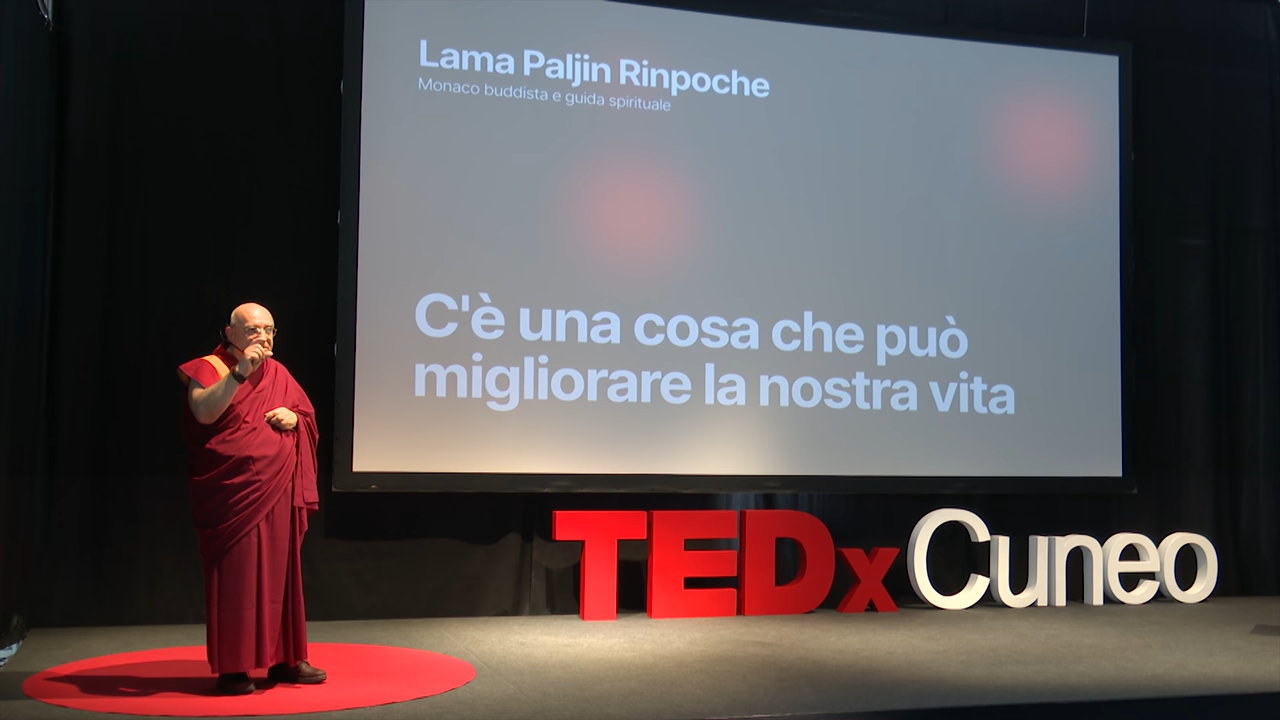 Lama Paljin Rinpoche
Monaco buddista e guida spirituale
C'è una cosa che può
migliorare la nostra vita
TEDxCuneo